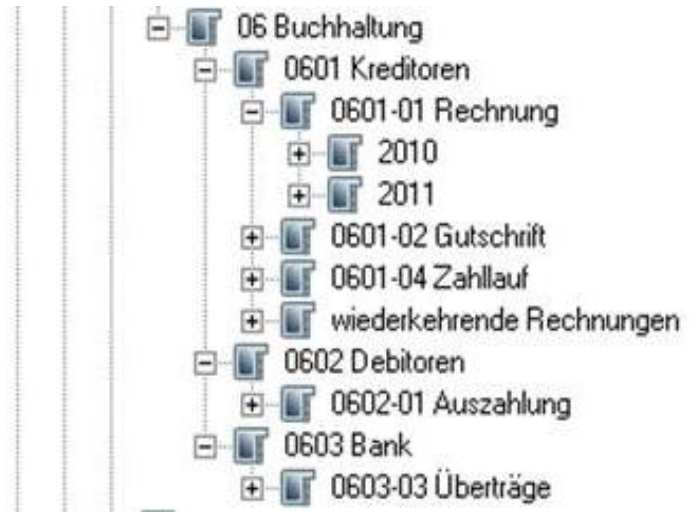 06 Buchhaltung
0601 Kreditoren
0601-01 Rechnung
2010
2011
0601-02 Gutschrift
0601-04 Zahllauf
wiederkehrende Rechnungen
0602 Debitoren
0602-01 Auszahlung
0603 Bank
0603-03 Überträge